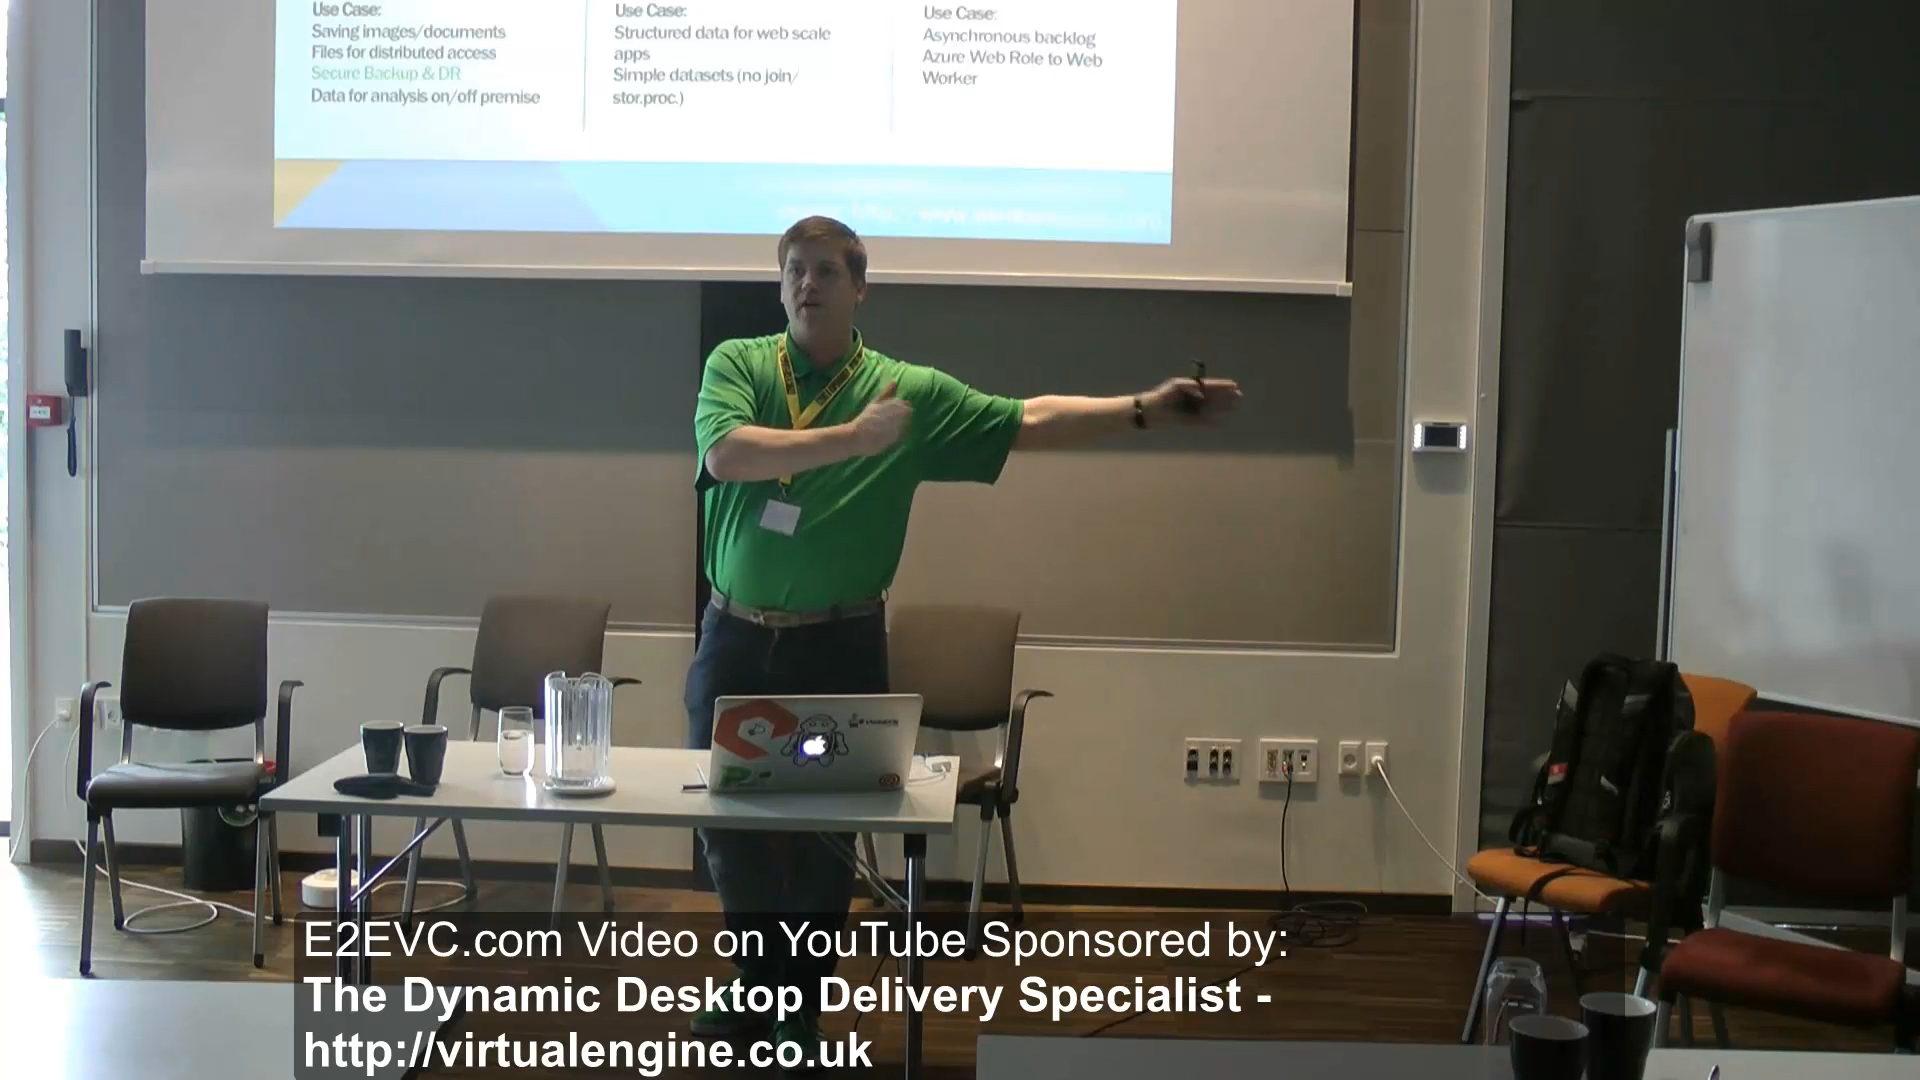 Use Case:
Saving images/documents
Files for distributed access
Secure Backup & DR
Data for analysis on/off premise
Use Case:
Structured data for web scale
apps
Simple datasets (no join/
stor.proc.)
Use Case:
Asynchronous backlog
Azure Web Role to Web
Worker
E2EVC.com Video on YouTube Sponsored by:
The Dynamic Desktop Delivery Specialist -
http://virtualengine.co.uk